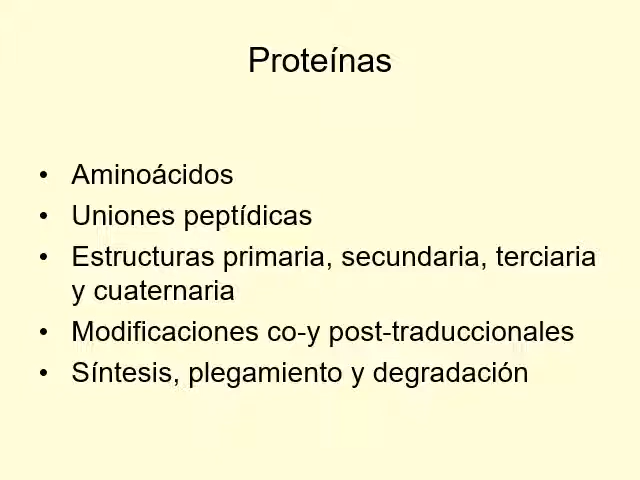 Proteínas
• Aminoácidos
• Uniones peptídicas
• Estructuras primaria, secundaria, terciaria
y cuaternaria
• Modificaciones co-y post-traduccionales
• Síntesis, plegamiento y degradación